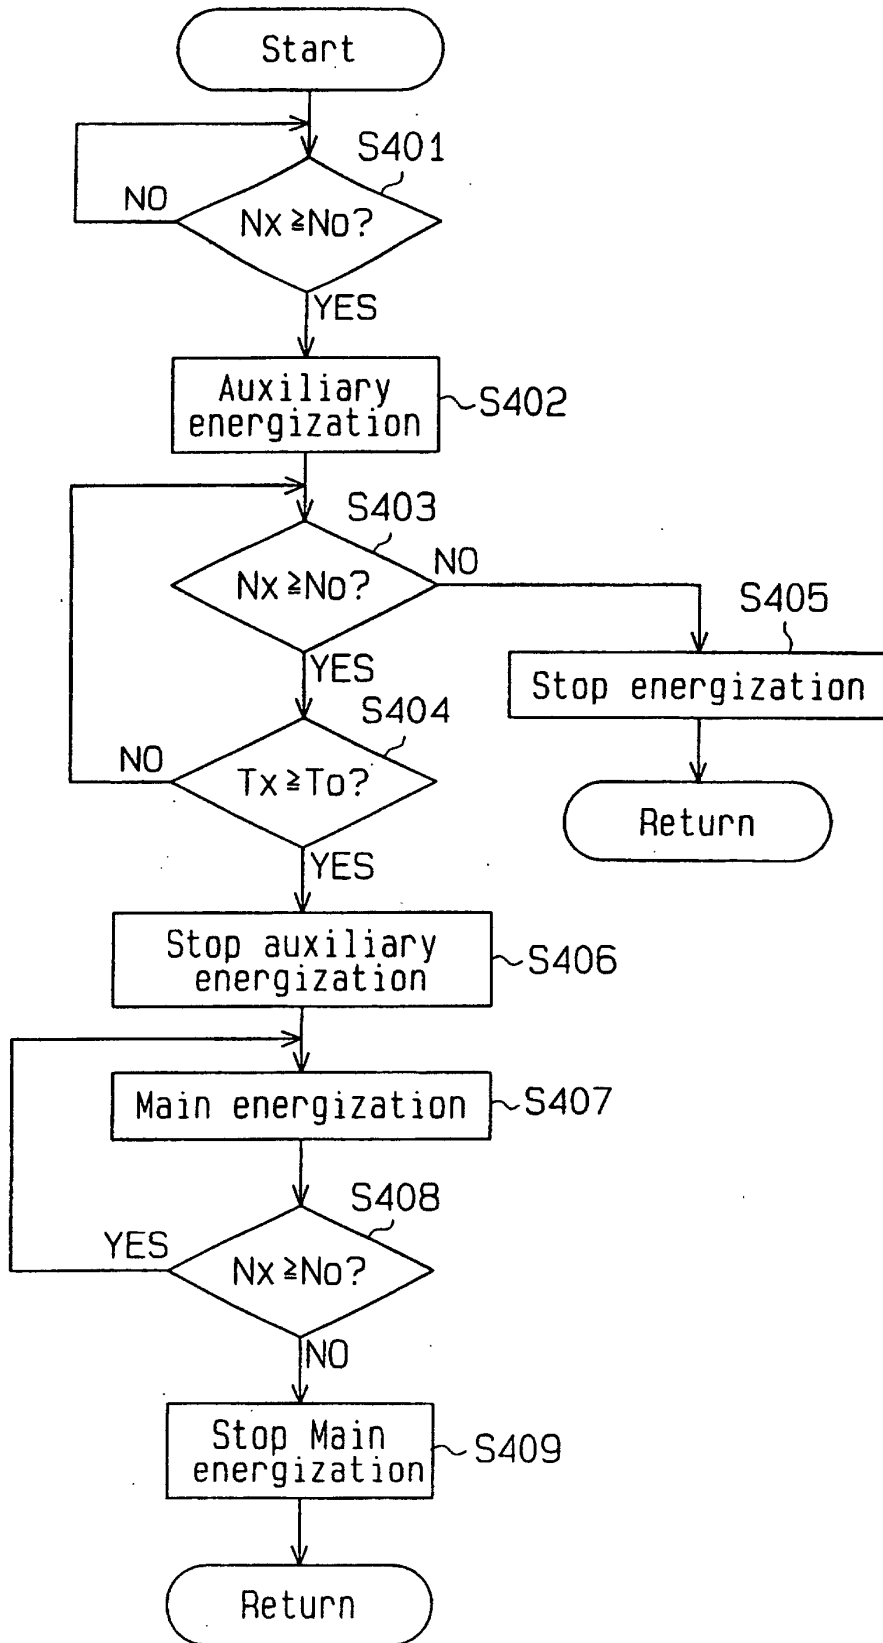 Start
S401
NO
Nx≧No?
YES
Auxiliary
energization
S402
S403
Nx≧No?
NO
YES
S405
Stop energization
S404
NO
Tx≧To?
Return
YES
Stop auxiliary
energization
S406
Main energization
S407
S408
YES
Nx≧No?
NO
Stop Main
energization
S409
Return